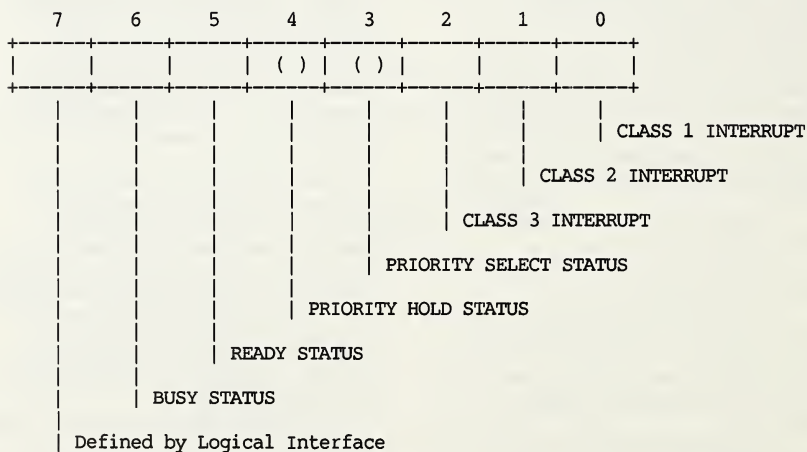 7 6 5 4 3 2 1 0
( ) ( )
CLASS 1 INTERRUPT
CLASS 2 INTERRUPT
CLASS 3 INTERRUPT
PRIORITY SELECT STATUS
PRIORITY HOLD STATUS
READY STATUS
BUSY STATUS
Defined by Logical Interface